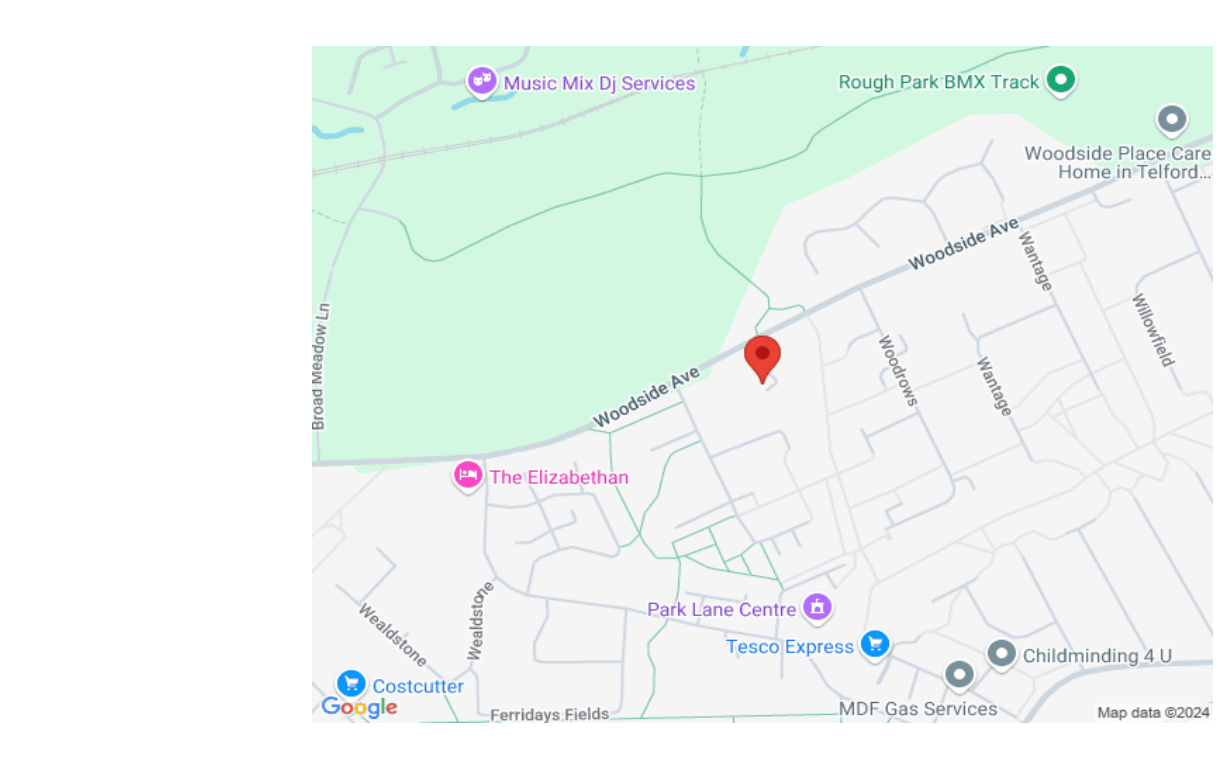 Music Mix Dj Services
Rough Park BMX Track
Woodside Place Care
Home in Telford...
Woodside Ave
Wantage
Willowfield
Broad Meadow Ln
Woodrows
Wantage
Woodside Ave
The Elizabethan
Wealdstone
Wealdstone
Park Lane Centre
Tesco Express
Childminding 4 U
Costcutter
Google
Ferridays Fields
MDF Gas Services
Map data ©2024